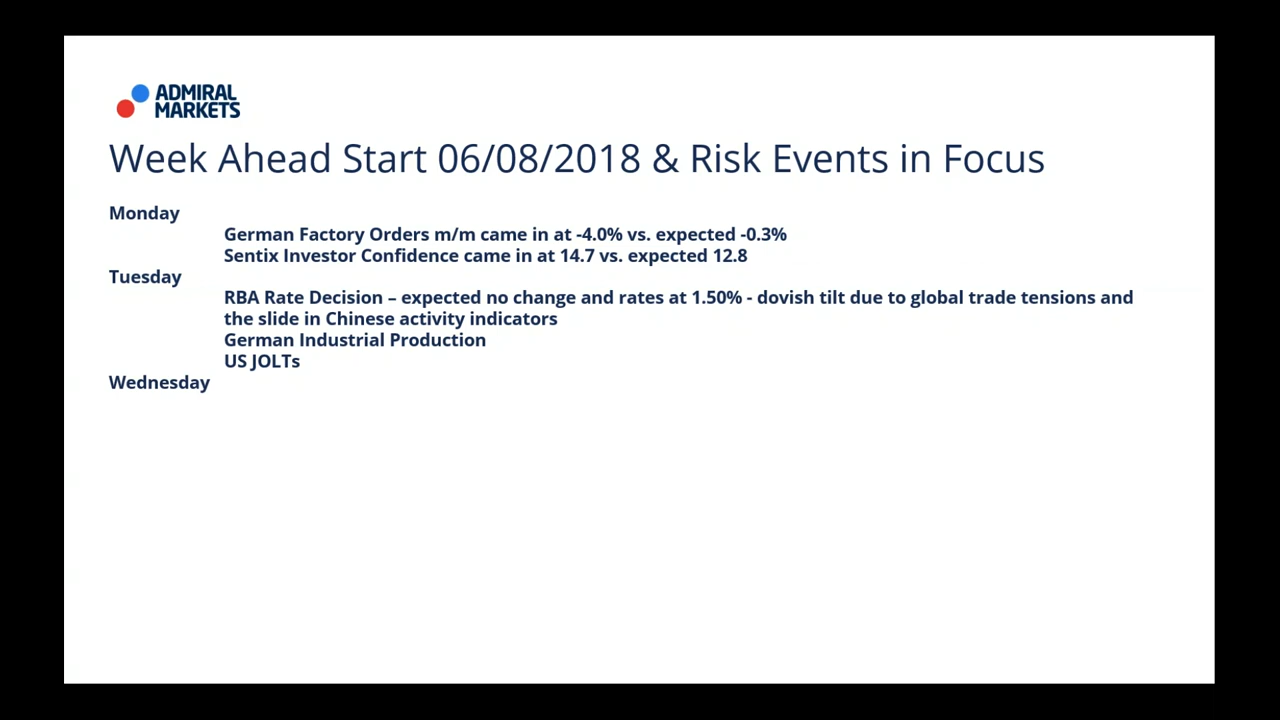 ADMIRAL
MARKETS
Week Ahead Start 06/08/2018 & Risk Events in Focus
Monday
German Factory Orders m/m came in at -4.0% vs. expected -0.3%
Sentix Investor Confidence came in at 14.7 vs. expected 12.8
Tuesday
RBA Rate Decision – expected no change and rates at 1.50% - dovish tilt due to global trade tensions and
the slide in Chinese activity indicators
German Industrial Production
US JOLTs
Wednesday